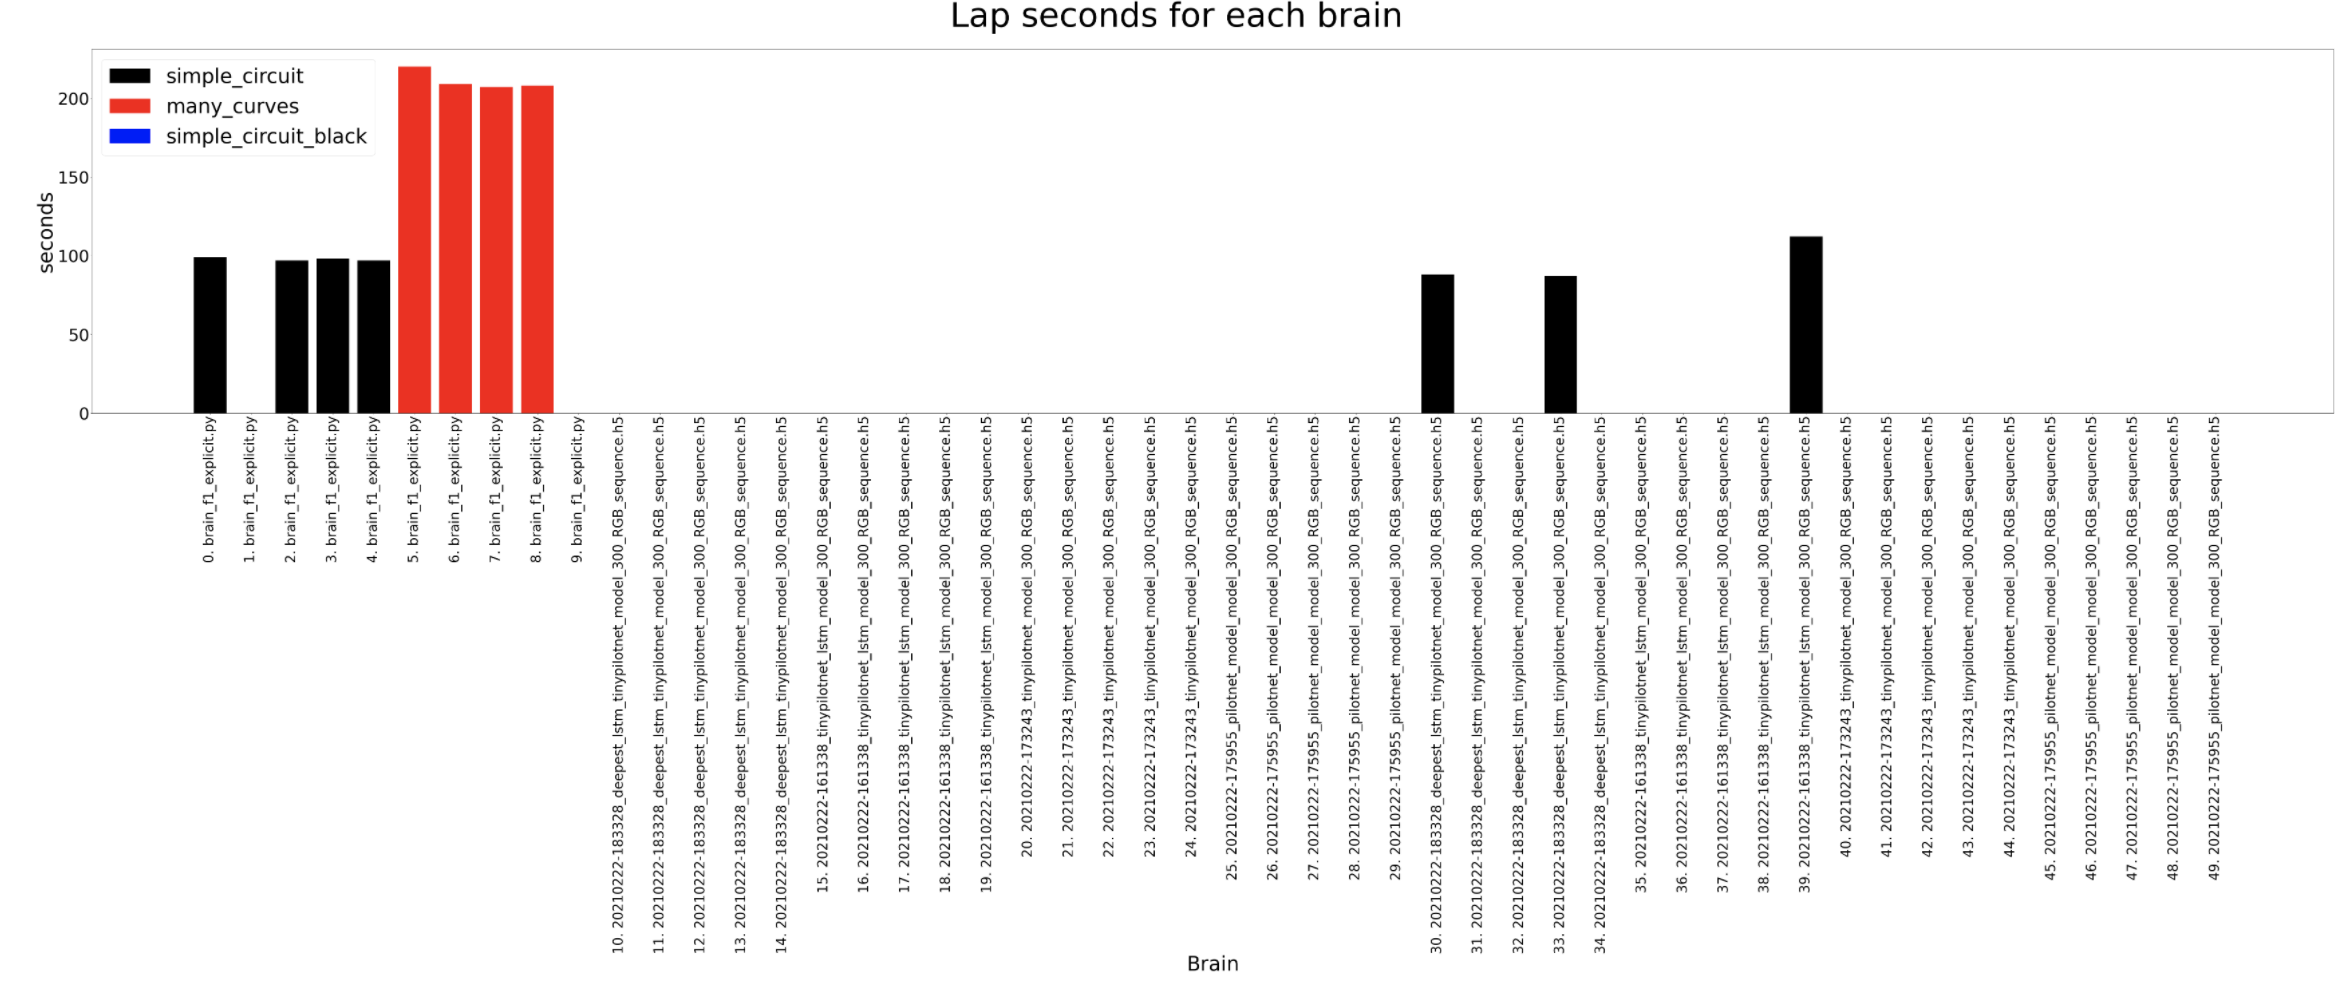 Lap seconds for each brain
simple_circuit
many_curves
simple_circuit_black
seconds
200
150
100
50
0
0. brain_f1_explicit.py
1. brain_f1_explicit.py
2. brain_f1_explicit.py
3. brain_f1_explicit.py
4. brain_f1_explicit.py
5. brain_f1_explicit.py
6. brain_f1_explicit.py
7. brain_f1_explicit.py
8. brain_f1_explicit.py
9. brain_f1_explicit.py
10. 20210222-183328_deepest_lstm_tinypilotnet_model_300_RGB_sequence.h5
11. 20210222-183328_deepest_lstm_tinypilotnet_model_300_RGB_sequence.h5
12. 20210222-183328_deepest_lstm_tinypilotnet_model_300_RGB_sequence.h5
13. 20210222-183328_deepest_lstm_tinypilotnet_model_300_RGB_sequence.h5
14. 20210222-183328_deepest_lstm_tinypilotnet_model_300_RGB_sequence.h5
15. 20210222-161338_tinypilotnet_lstm_model_300_RGB_sequence.h5
16. 20210222-161338_tinypilotnet_lstm_model_300_RGB_sequence.h5
17. 20210222-161338_tinypilotnet_lstm_model_300_RGB_sequence.h5
18. 20210222-161338_tinypilotnet_lstm_model_300_RGB_sequence.h5
19. 20210222-161338_tinypilotnet_lstm_model_300_RGB_sequence.h5
20. 20210222-173243_tinypilotnet_model_300_RGB_sequence.h5
21. 20210222-173243_tinypilotnet_model_300_RGB_sequence.h5
22. 20210222-173243_tinypilotnet_model_300_RGB_sequence.h5
23. 20210222-173243_tinypilotnet_model_300_RGB_sequence.h5
24. 20210222-173243_tinypilotnet_model_300_RGB_sequence.h5
25. 20210222-175955_pilotnet_model_model_300_RGB_sequence.h5
26. 20210222-175955_pilotnet_model_model_300_RGB_sequence.h5
27. 20210222-175955_pilotnet_model_model_300_RGB_sequence.h5
28. 20210222-175955_pilotnet_model_model_300_RGB_sequence.h5
29. 20210222-175955_pilotnet_model_model_300_RGB_sequence.h5
30. 20210222-183328_deepest_lstm_tinypilotnet_model_300_RGB_sequence.h5
31. 20210222-183328_deepest_lstm_tinypilotnet_model_300_RGB_sequence.h5
32. 20210222-183328_deepest_lstm_tinypilotnet_model_300_RGB_sequence.h5
33. 20210222-183328_deepest_lstm_tinypilotnet_model_300_RGB_sequence.h5
34. 20210222-183328_deepest_lstm_tinypilotnet_model_300_RGB_sequence.h5
35. 20210222-161338_tinypilotnet_lstm_model_300_RGB_sequence.h5
36. 20210222-161338_tinypilotnet_lstm_model_300_RGB_sequence.h5
37. 20210222-161338_tinypilotnet_lstm_model_300_RGB_sequence.h5
38. 20210222-161338_tinypilotnet_lstm_model_300_RGB_sequence.h5
39. 20210222-161338_tinypilotnet_lstm_model_300_RGB_sequence.h5
40. 20210222-173243_tinypilotnet_model_300_RGB_sequence.h5
41. 20210222-173243_tinypilotnet_model_300_RGB_sequence.h5
42. 20210222-173243_tinypilotnet_model_300_RGB_sequence.h5
43. 20210222-173243_tinypilotnet_model_300_RGB_sequence.h5
44. 20210222-173243_tinypilotnet_model_300_RGB_sequence.h5
45. 20210222-175955_pilotnet_model_model_300_RGB_sequence.h5
46. 20210222-175955_pilotnet_model_model_300_RGB_sequence.h5
47. 20210222-175955_pilotnet_model_model_300_RGB_sequence.h5
48. 20210222-175955_pilotnet_model_model_300_RGB_sequence.h5
49. 20210222-175955_pilotnet_model_model_300_RGB_sequence.h5
Brain